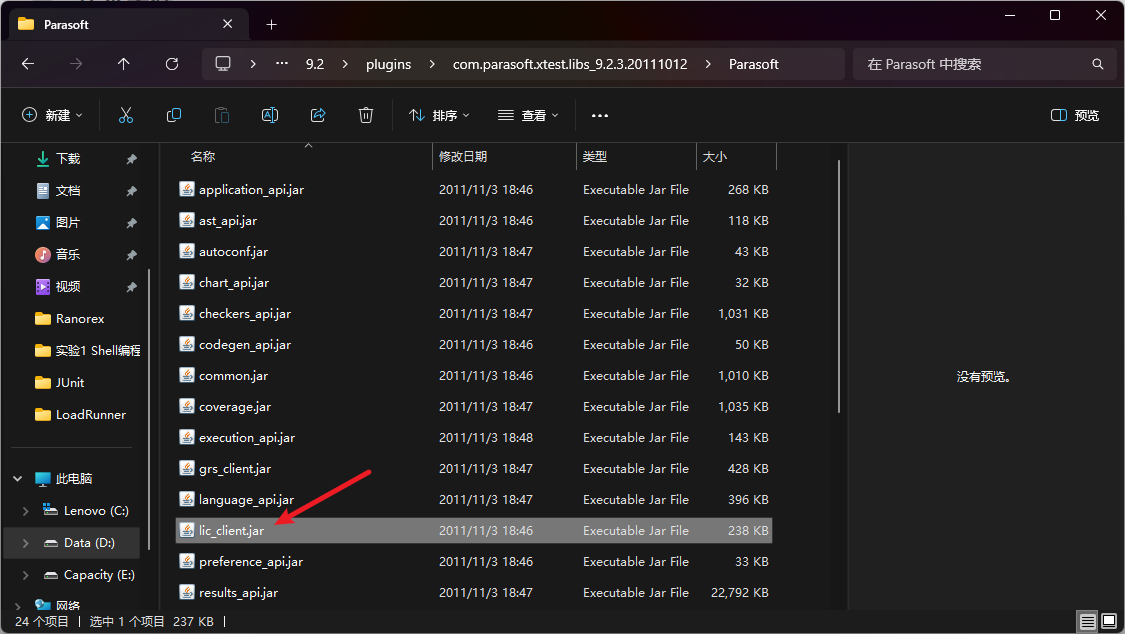 Parasoft
9.2 plugins com.parasoft.xtest.libs_9.2.3.20111012 Parasoft 在 Parasoft 中搜索
新建 排序 查看 预览
下载
文档
图片
音乐
视频
Ranorex
实验1 Shell编程
JUnit
LoadRunner
此电脑
Lenovo (C:)
Data (D:)
Capacity (E:)
网络
名称 修改日期 类型 大小
application_api.jar 2011/11/3 18:46 Executable Jar File 268 KB
ast_api.jar 2011/11/3 18:46 Executable Jar File 118 KB
autoconf.jar 2011/11/3 18:47 Executable Jar File 43 KB
chart_api.jar 2011/11/3 18:47 Executable Jar File 32 KB
checkers_api.jar 2011/11/3 18:47 Executable Jar File 1,031 KB
codegen_api.jar 2011/11/3 18:47 Executable Jar File 50 KB
common.jar 2011/11/3 18:46 Executable Jar File 1,010 KB
coverage.jar 2011/11/3 18:47 Executable Jar File 1,035 KB
execution_api.jar 2011/11/3 18:48 Executable Jar File 143 KB
grs_client.jar 2011/11/3 18:47 Executable Jar File 428 KB
language_api.jar 2011/11/3 18:47 Executable Jar File 396 KB
lic_client.jar 2011/11/3 18:46 Executable Jar File 238 KB
preference_api.jar 2011/11/3 18:46 Executable Jar File 33 KB
results_api.jar 2011/11/3 18:47 Executable Jar File 22,792 KB
没有预览。
24 个项目 选中 1 个项目 237 KB